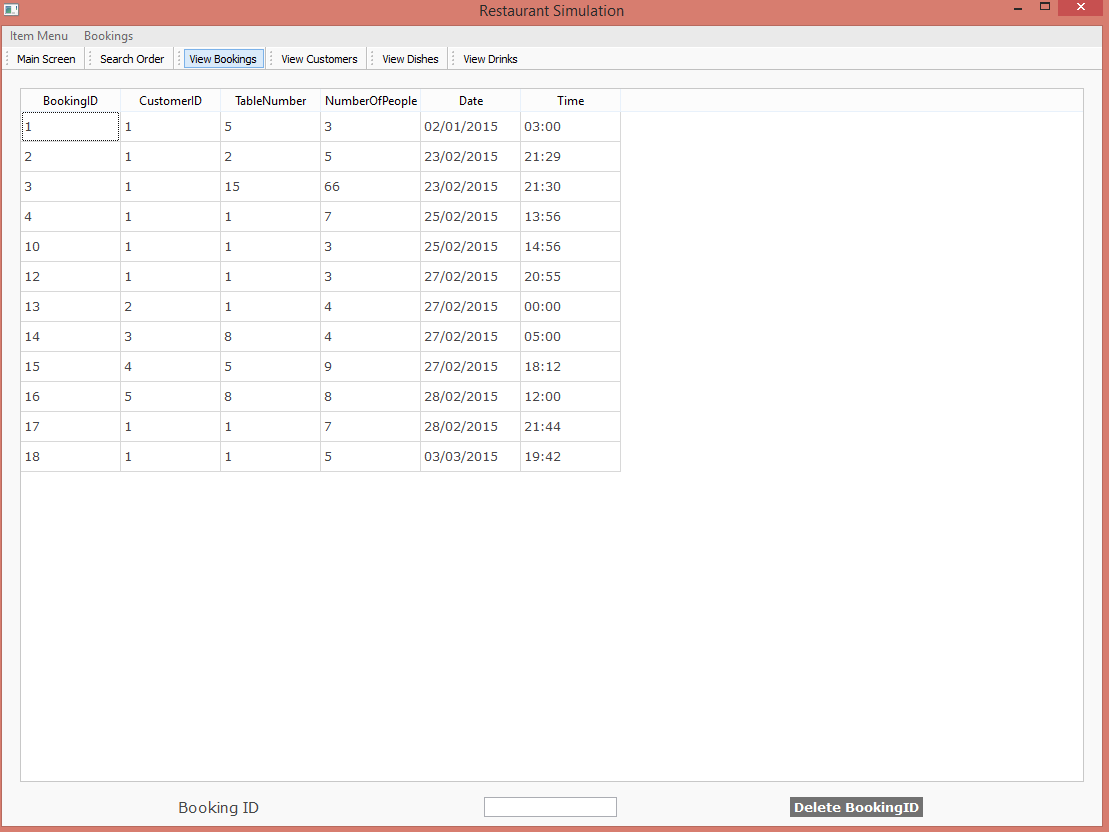 Restaurant Simulation
Item Menu Bookings
Main Screen Search Order View Bookings View Customers View Dishes View Drinks
BookingID CustomerID TableNumber NumberOfPeople Date Time
1 1 5 3 02/01/2015 03:00
2 1 2 5 23/02/2015 21:29
3 1 15 66 23/02/2015 21:30
4 1 1 7 25/02/2015 13:56
10 1 1 3 25/02/2015 14:56
12 1 1 3 27/02/2015 20:55
13 2 1 4 27/02/2015 00:00
14 3 8 4 27/02/2015 05:00
15 4 5 9 27/02/2015 18:12
16 5 8 8 28/02/2015 12:00
17 1 1 7 28/02/2015 21:44
18 1 1 5 03/03/2015 19:42
Booking ID Delete BookingID